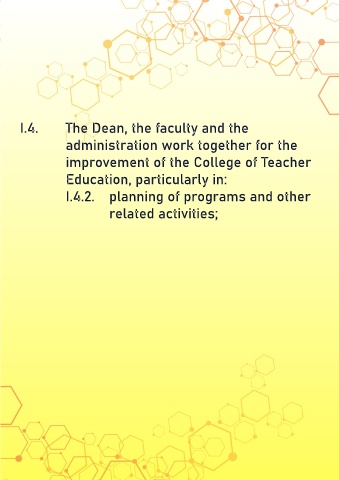 I.4. The Dean, the faculty and the
administration work together for the
improvement of the College of Teacher
Education, particularly in:
I.4.2. planning of programs and other
related activities;